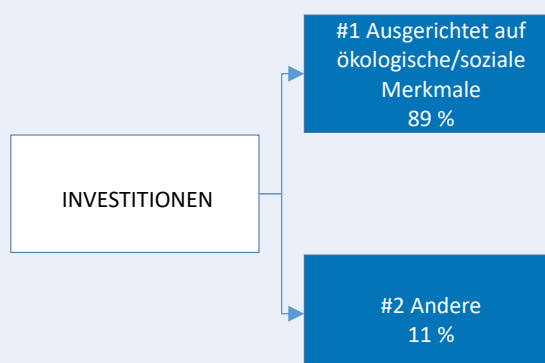 #1 Ausgerichtet auf
ökologische/soziale
Merkmale
89 %
INVESTITIONEN
#2 Andere
11 %